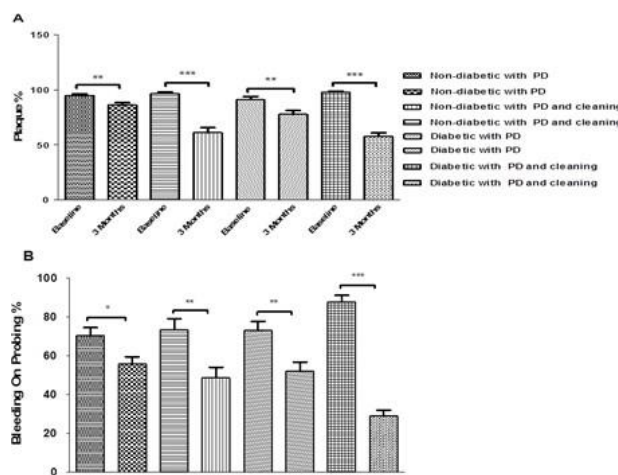 A
150
100
50
0
Plaque %
**
***
**
***
Baseline
3 Months
Baseline
3 Months
Baseline
3 Months
Baseline
3 Months
Non-diabetic with PD
Non-diabetic with PD
Non-diabetic with PD and cleaning
Non-diabetic with PD and cleaning
Diabetic with PD
Diabetic with PD
Diabetic with PD and cleaning
Diabetic with PD and cleaning
B
100
80
60
40
20
0
Bleeding On Probing %
*
**
**
***